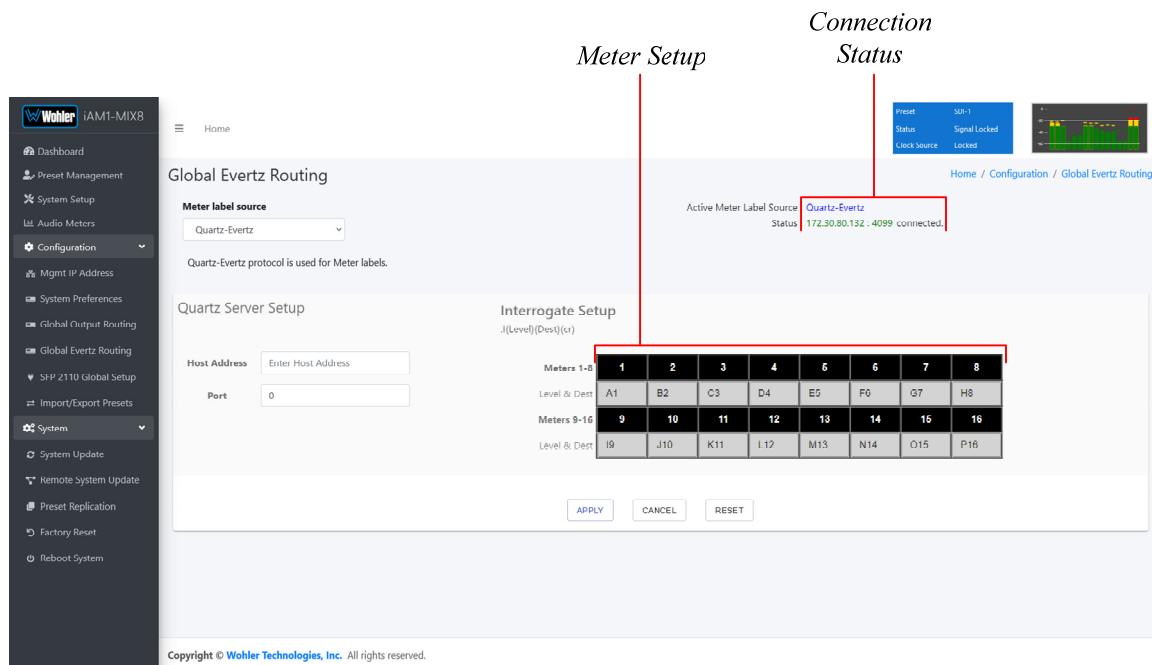 Connection
Status
Meter Setup
Wohler iAM1-MIX8
Home
Preset SDI-1
Status Signal Locked
Clock Source Locked
Dashboard
Preset Management
System Setup
Audio Meters
Configuration
Mgmt IP Address
System Preferences
Global Output Routing
Global Evertz Routing
SFP 2110 Global Setup
Import/Export Presets
System
System Update
Remote System Update
Preset Replication
Factory Reset
Reboot System
Global Evertz Routing
Home / Configuration / Global Evertz Routing
Meter label source
Quartz-Evertz
Quartz-Evertz protocol is used for Meter labels.
Active Meter Label Source Quartz-Evertz
Status 172.30.80.132 : 4099 connected.
Quartz Server Setup
Host Address Enter Host Address
Port 0
Interrogate Setup
.I(Level)(Dest)(cr)
Meters 1-8 1 2 3 4 5 6 7 8
Level & Dest A1 B2 C3 D4 E5 F6 G7 H8
Meters 9-16 9 10 11 12 13 14 15 16
Level & Dest I9 J10 K11 L12 M13 N14 O15 P16
APPLY CANCEL RESET
Copyright © Wohler Technologies, Inc. All rights reserved.